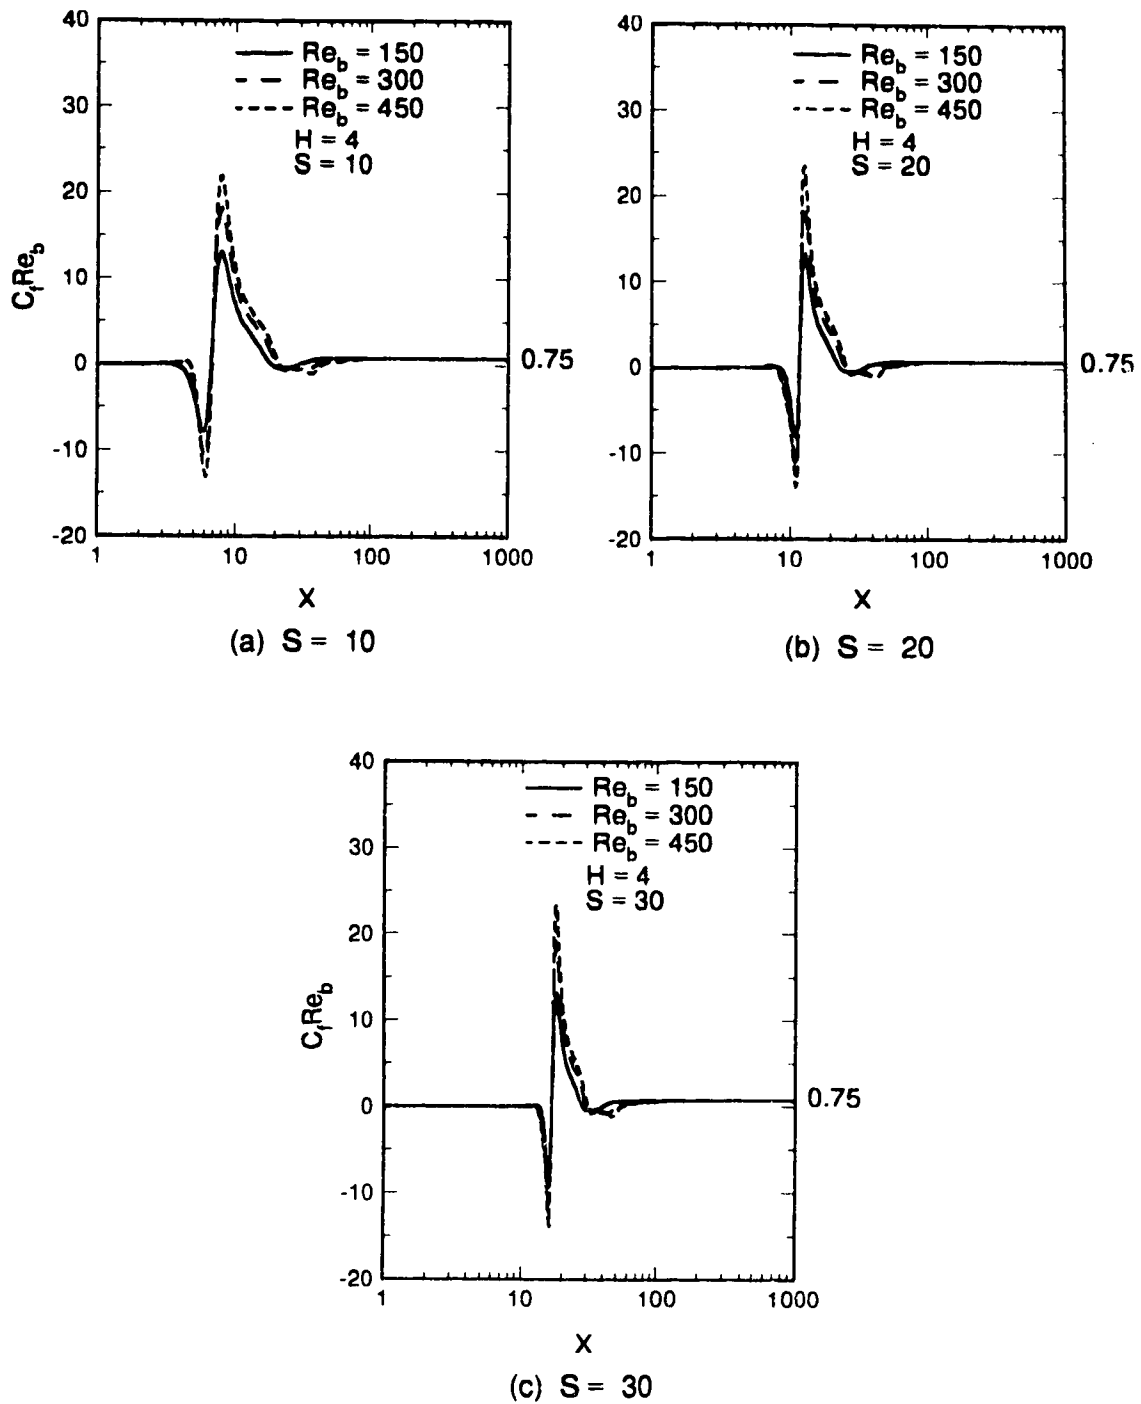 40
30
20
10
0
-10
-20
C_fRe_b
Re_b = 150
Re_b = 300
Re_b = 450
H = 4
S = 10
0.75
1 10 100 1000
X
(a) S = 10
40
30
20
10
0
-10
-20
Re_b = 150
Re_b = 300
Re_b = 450
H = 4
S = 20
0.75
1 10 100 1000
X
(b) S = 20
40
30
20
10
0
-10
-20
C_fRe_b
Re_b = 150
Re_b = 300
Re_b = 450
H = 4
S = 30
0.75
1 10 100 1000
X
(c) S = 30